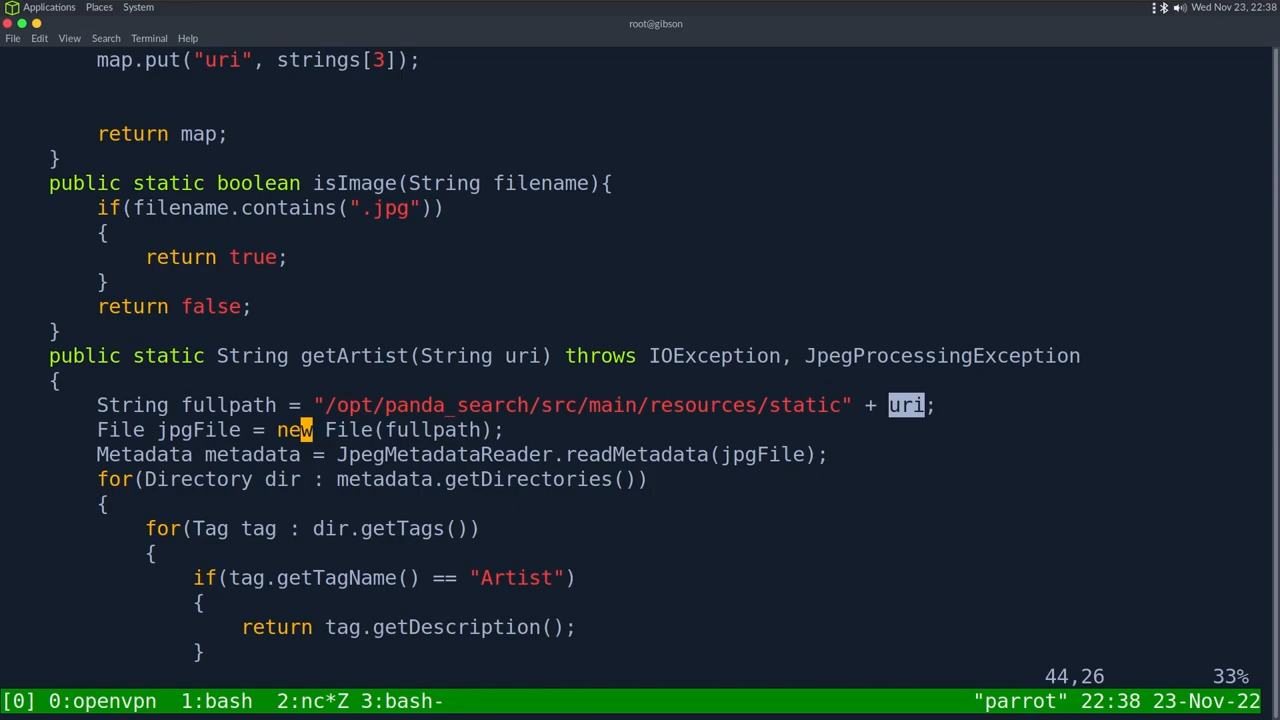 Applications Places System
Wed Nov 23, 22:38
root@gibson
File Edit View Search Terminal Help
map.put("uri", strings[3]);
return map;
}
public static boolean isImage(String filename){
if(filename.contains(".jpg"))
{
return true;
}
return false;
}
public static String getArtist(String uri) throws IOException, JpegProcessingException
{
String fullpath = "/opt/panda_search/src/main/resources/static" + uri;
File jpgFile = new File(fullpath);
Metadata metadata = JpegMetadataReader.readMetadata(jpgFile);
for(Directory dir : metadata.getDirectories())
{
for(Tag tag : dir.getTags())
{
if(tag.getTagName() == "Artist")
{
return tag.getDescription();
}
44,26 33%
[0] 0:openvpn 1:bash 2:nc*Z 3:bash- "parrot" 22:38 23-Nov-22